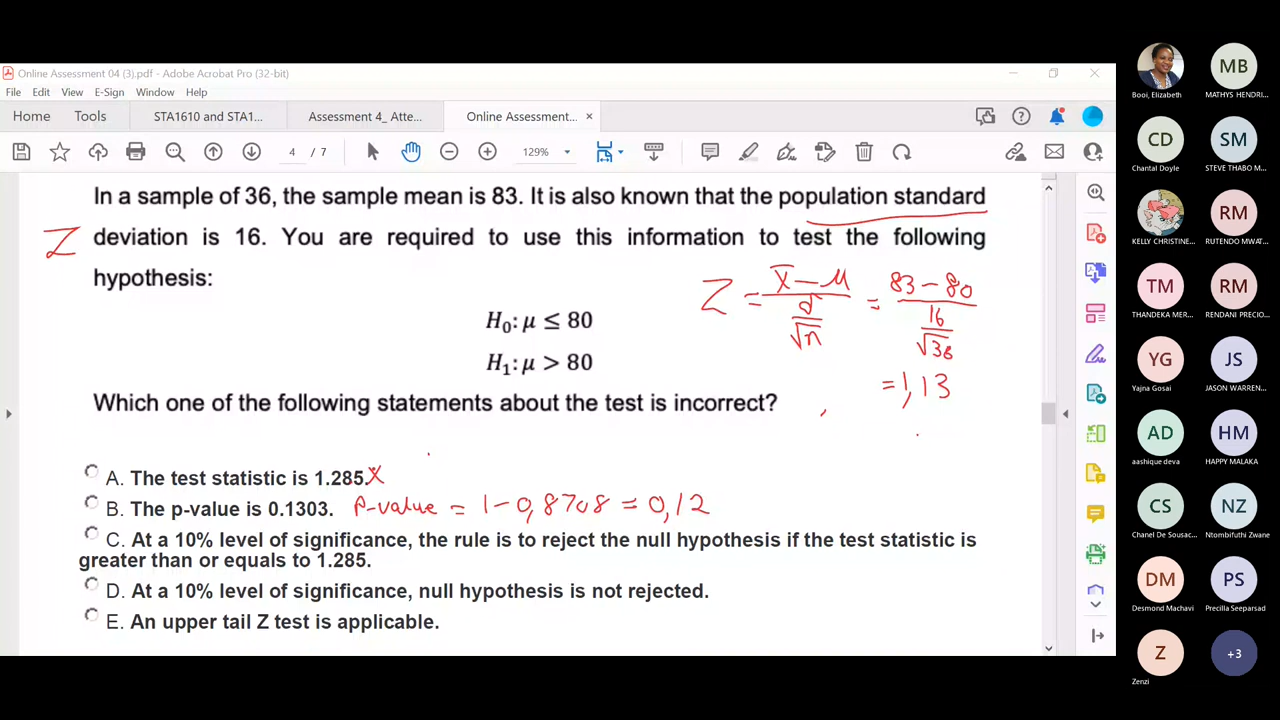 Online Assessment 04 (3).pdf - Adobe Acrobat Pro (32-bit)
File Edit View E-Sign Window Help
Home Tools STA1610 and STA1... Assessment 4_ Atte... Online Assessment... ×
4 / 7 129%
In a sample of 36, the sample mean is 83. It is also known that the population standard
Z deviation is 16. You are required to use this information to test the following
hypothesis:
H₀: μ ≤ 80
H₁: μ > 80
Z = (x̄ - μ) / (σ/√n) = (83 - 80) / (16/√36)
= 1,13
Which one of the following statements about the test is incorrect?
A. The test statistic is 1.285. x
B. The p-value is 0.1303. P-value = 1 - 0,8708 = 0,12
C. At a 10% level of significance, the rule is to reject the null hypothesis if the test statistic is
greater than or equals to 1.285.
D. At a 10% level of significance, null hypothesis is not rejected.
E. An upper tail Z test is applicable.
Booi, Elizabeth
MB
MATHYS HENDRI...
CD
Chantal Doyle
SM
STEVE THABO M...
KELLY CHRISTINE...
RM
RUTENDO MWAT...
TM
THANDEKA MER...
RM
RENDANI PRECIO...
YG
Yajna Gosai
JS
JASON WARREN...
AD
aashique deva
HM
HAPPY MALAKA
CS
Chanel De Sousac...
NZ
Ntombifuthi Zwane
DM
Desmond Machavi
PS
Precilla Seeparsad
Z
Zenzi
+3